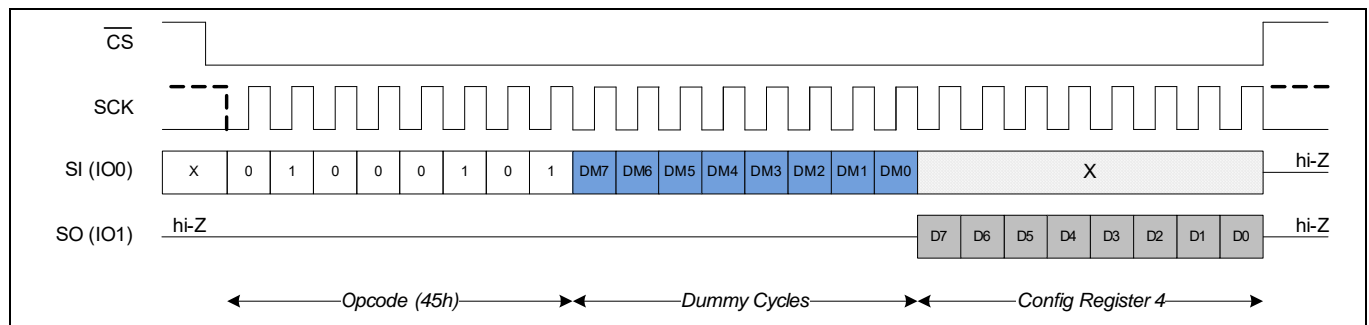 CS
SCK
SI (IO0) X 0 1 0 0 0 1 0 1 DM7 DM6 DM5 DM4 DM3 DM2 DM1 DM0 X hi-Z
SO (IO1) hi-Z D7 D6 D5 D4 D3 D2 D1 D0 hi-Z
Opcode (45h) Dummy Cycles Config Register 4